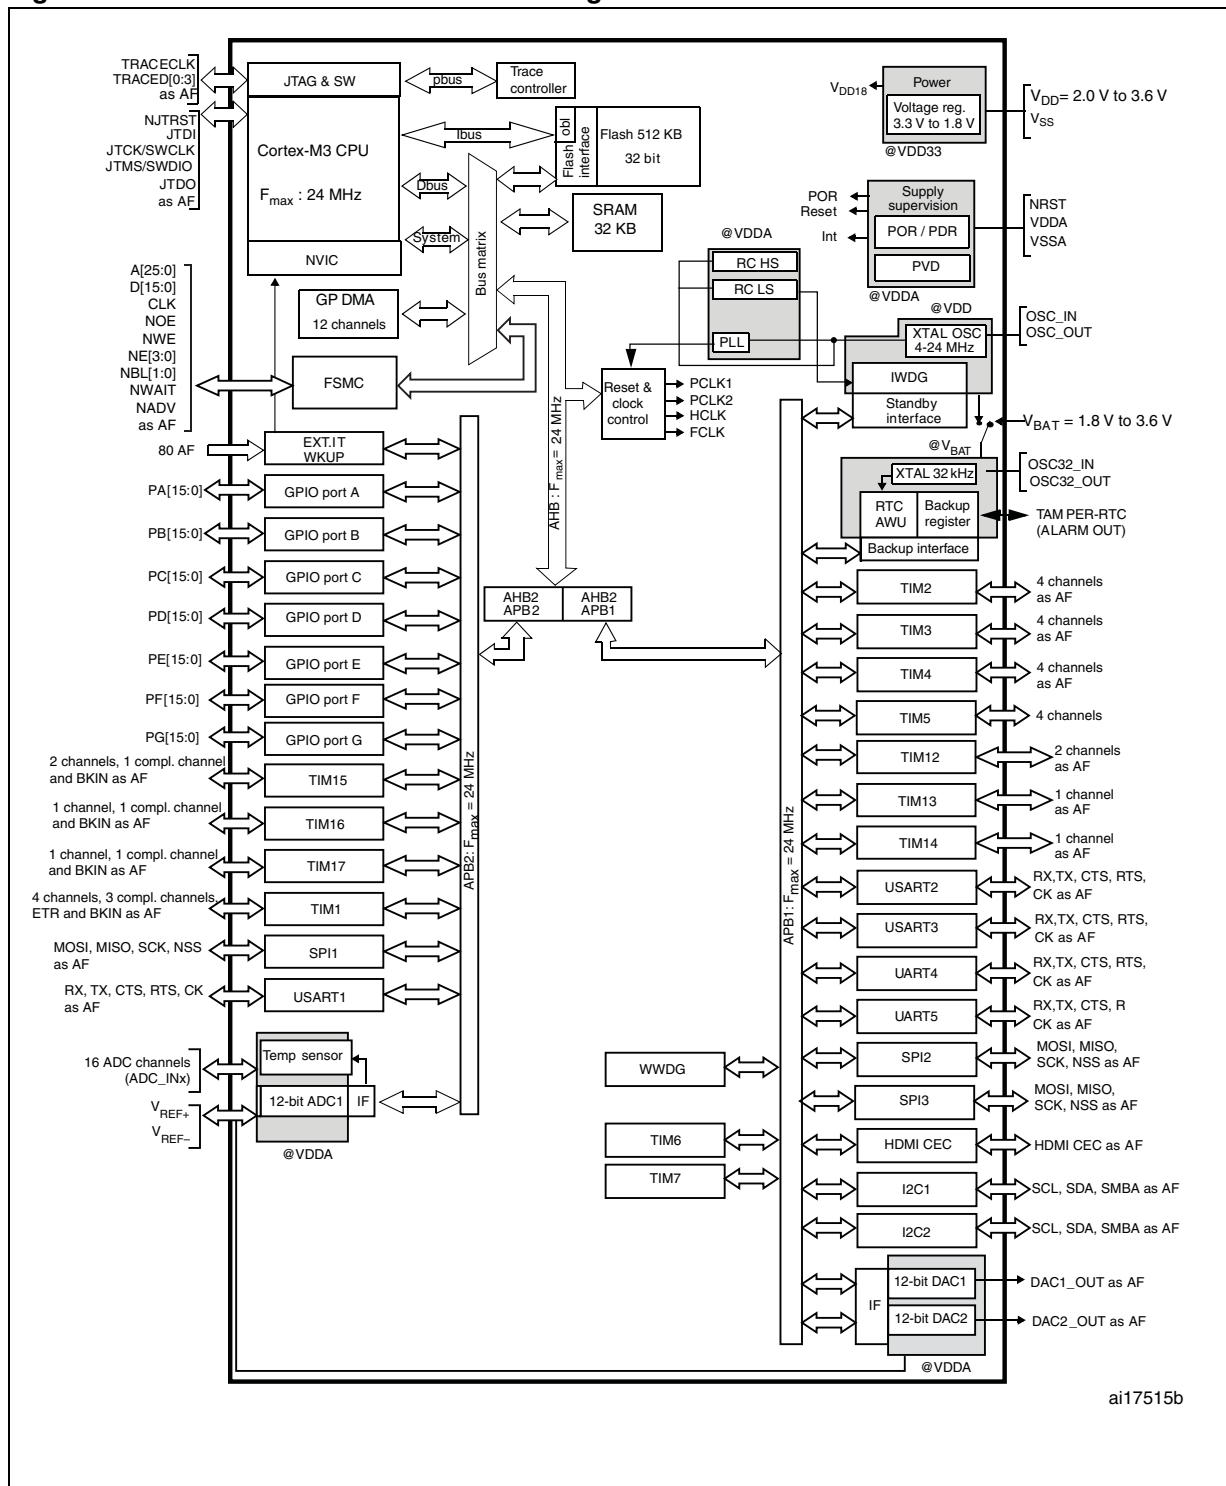 TRACECLK
TRACED[0:3]
as AF
NJTRST
JTDI
JTCK/SWCLK
JTMS/SWDIO
JTDO
as AF
JTAG & SW
pbus
Trace
controller
Cortex-M3 CPU
Fmax : 24 MHz
NVIC
Ibus
Dbus
System
Flash obl
interface
Flash 512 KB
32 bit
Bus matrix
SRAM
32 KB
GP DMA
12 channels
FSMC
A[25:0]
D[15:0]
CLK
NOE
NWE
NE[3:0]
NBL[1:0]
NWAIT
NADV
as AF
VDD18
Power
Voltage reg.
3.3 V to 1.8 V
@VDD33
VDD= 2.0 V to 3.6 V
VSS
POR
Reset
Int
Supply
supervision
POR / PDR
PVD
@VDDA
NRST
VDDA
VSSA
@VDDA
RC HS
RC LS
PLL
@VDD
XTAL OSC
4-24 MHz
IWDG
Standby
interface
OSC_IN
OSC_OUT
Reset &
clock
control
PCLK1
PCLK2
HCLK
FCLK
VBAT = 1.8 V to 3.6 V
@VBAT
XTAL 32 kHz
OSC32_IN
OSC32_OUT
RTC
AWU
Backup
register
Backup interface
TAMPER-RTC
(ALARM OUT)
AHB : Fmax = 24 MHz
AHB2
APB2
AHB2
APB1
80 AF
EXT.IT
WKUP
PA[15:0]
GPIO port A
PB[15:0]
GPIO port B
PC[15:0]
GPIO port C
PD[15:0]
GPIO port D
PE[15:0]
GPIO port E
PF[15:0]
GPIO port F
PG[15:0]
GPIO port G
2 channels, 1 compl. channel
and BKIN as AF
TIM15
1 channel, 1 compl. channel
and BKIN as AF
TIM16
1 channel, 1 compl. channel
and BKIN as AF
TIM17
4 channels, 3 compl. channels,
ETR and BKIN as AF
TIM1
MOSI, MISO, SCK, NSS
as AF
SPI1
RX, TX, CTS, RTS, CK
as AF
USART1
APB2: Fmax = 24 MHz
16 ADC channels
(ADC_INx)
VREF+
VREF–
Temp sensor
12-bit ADC1
IF
@VDDA
WWDG
TIM6
TIM7
APB1: Fmax = 24 MHz
TIM2
4 channels
as AF
TIM3
4 channels
as AF
TIM4
4 channels
as AF
TIM5
4 channels
TIM12
2 channels
as AF
TIM13
1 channel
as AF
TIM14
1 channel
as AF
USART2
RX,TX, CTS, RTS,
CK as AF
USART3
RX,TX, CTS, RTS,
CK as AF
UART4
RX,TX, CTS, RTS,
CK as AF
UART5
RX,TX, CTS, R
CK as AF
SPI2
MOSI, MISO,
SCK, NSS as AF
SPI3
MOSI, MISO,
SCK, NSS as AF
HDMI CEC
HDMI CEC as AF
I2C1
SCL, SDA, SMBA as AF
I2C2
SCL, SDA, SMBA as AF
IF
12-bit DAC1
DAC1_OUT as AF
12-bit DAC2
DAC2_OUT as AF
@VDDA
ai17515b